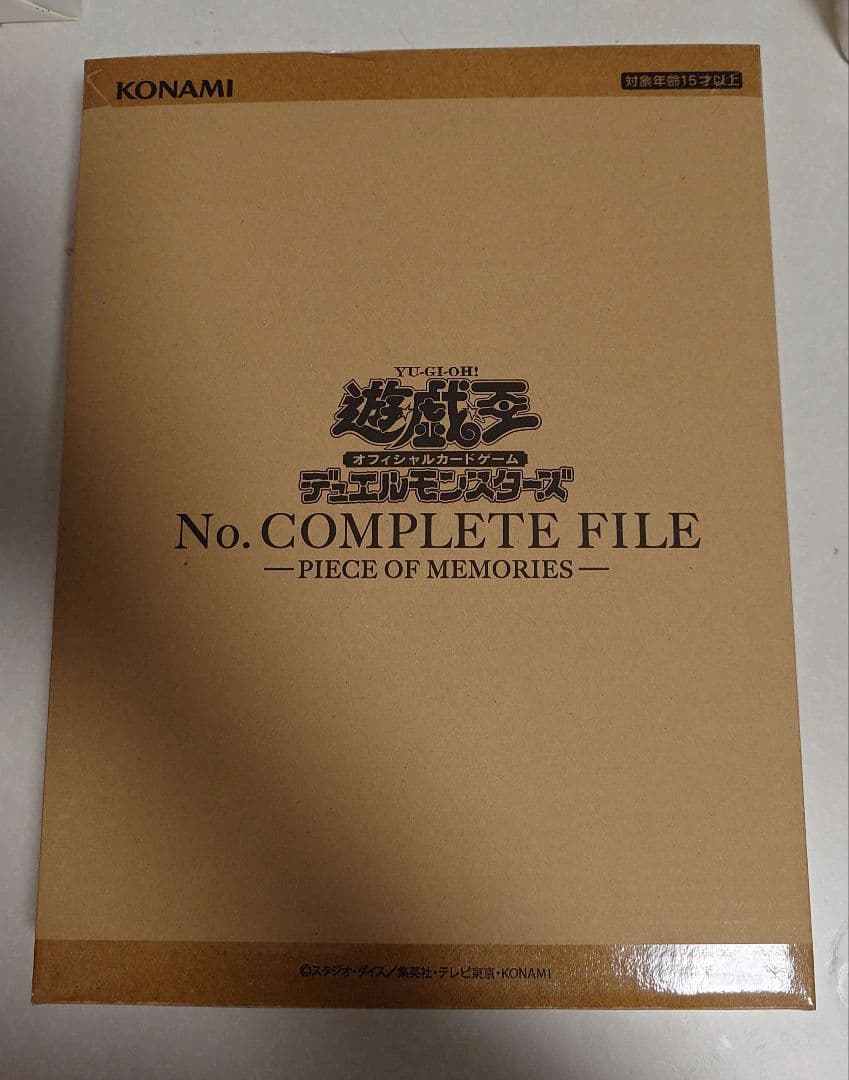 KONAMI
対象年齢15才以上
YU-GI-OH!
遊戯王
オフィシャルカードゲーム
デュエルモンスターズ
No. COMPLETE FILE
—PIECE OF MEMORIES—
©スタジオ・ダイス/集英社・テレビ東京・KONAMI